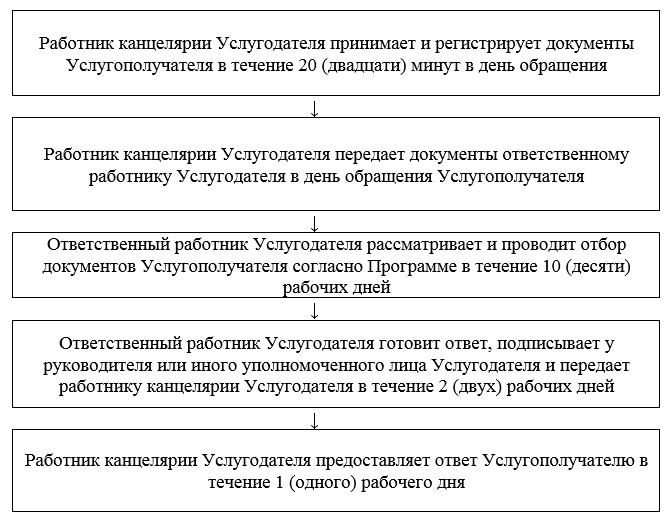 Работник канцелярии Услугодателя принимает и регистрирует документы
Услугополучателя в течение 20 (двадцати) минут в день обращения
Работник канцелярии Услугодателя передает документы ответственному
работнику Услугодателя в день обращения Услугополучателя
Ответственный работник Услугодателя рассматривает и проводит отбор
документов Услугополучателя согласно Программе в течение 10 (десяти)
рабочих дней
Ответственный работник Услугодателя готовит ответ, подписывает у
руководителя или иного уполномоченного лица Услугодателя и передает
работнику канцелярии Услугодателя в течение 2 (двух) рабочих дней
Работник канцелярии Услугодателя предоставляет ответ Услугополучателю в
течение 1 (одного) рабочего дня